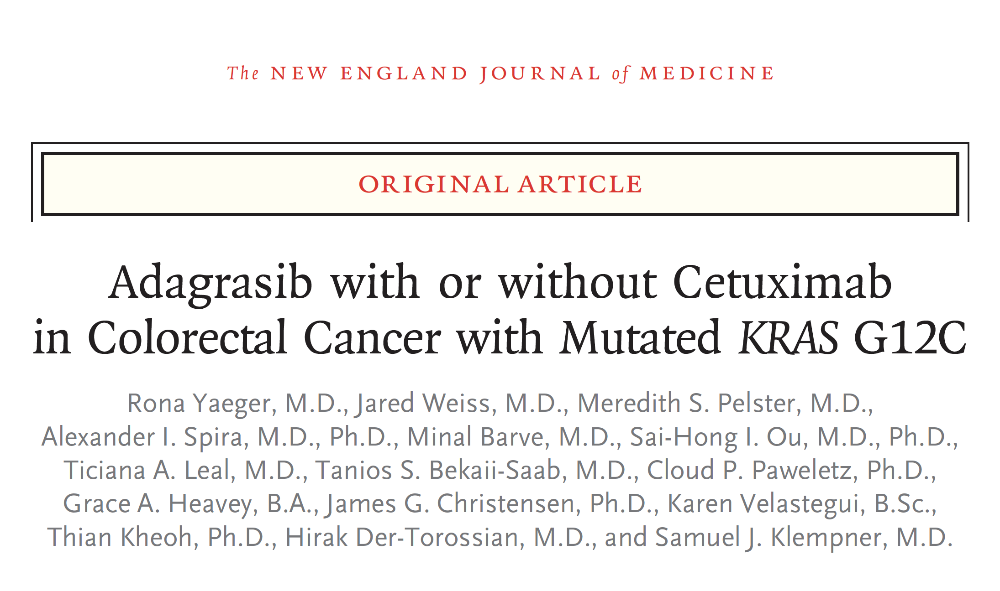 The NEW ENGLAND JOURNAL of MEDICINE
ORIGINAL ARTICLE
Adagrasib with or without Cetuximab
in Colorectal Cancer with Mutated KRAS G12C
Rona Yaeger, M.D., Jared Weiss, M.D., Meredith S. Pelster, M.D.,
Alexander I. Spira, M.D., Ph.D., Minal Barve, M.D., Sai-Hong I. Ou, M.D., Ph.D.,
Ticiana A. Leal, M.D., Tanios S. Bekaii-Saab, M.D., Cloud P. Paweletz, Ph.D.,
Grace A. Heavey, B.A., James G. Christensen, Ph.D., Karen Velastegui, B.Sc.,
Thian Kheoh, Ph.D., Hirak Der-Torossian, M.D., and Samuel J. Klempner, M.D.